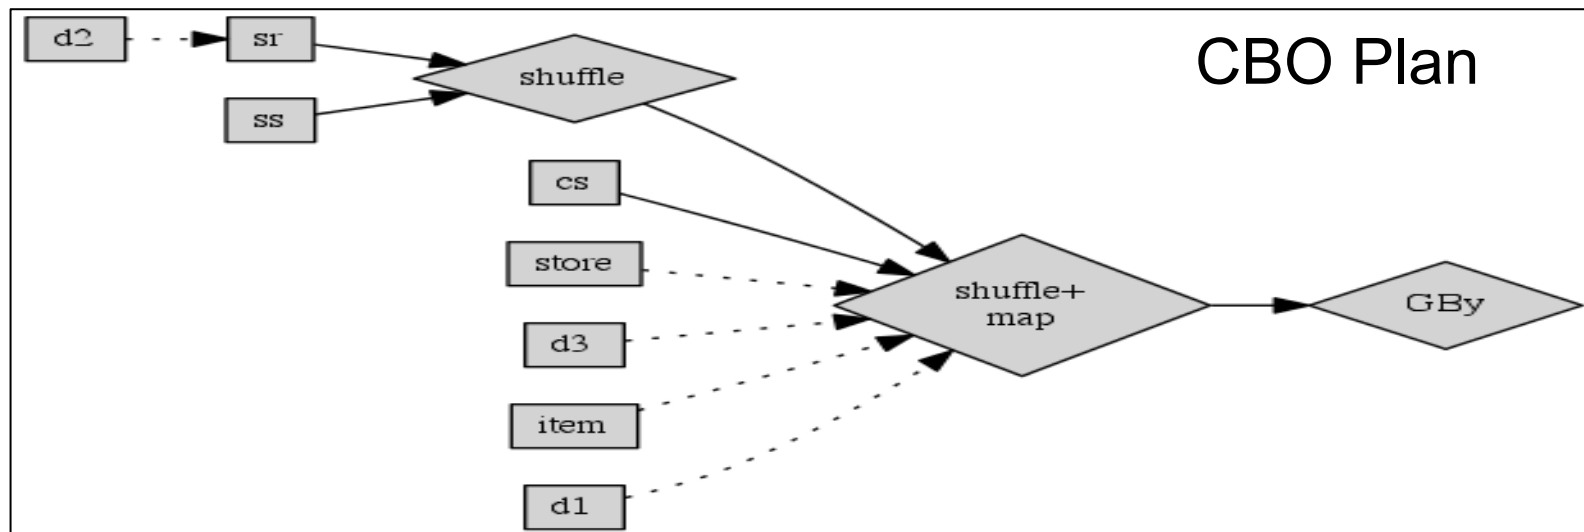 CBO Plan
d2
sr
shuffle
ss
cs
store
shuffle+
map
GBy
d3
item
d1